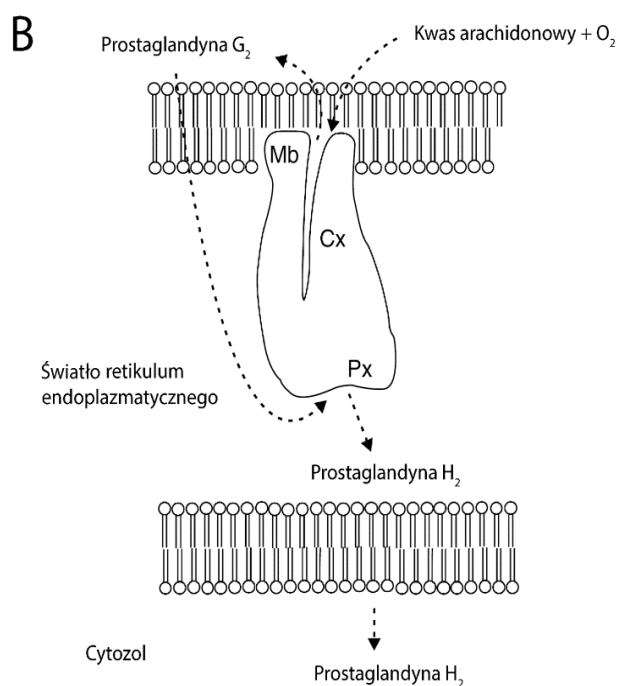 B
Prostaglandyna G₂
Kwas arachidonowy + O₂
Mb
Cx
Px
Światło retikulum
endoplazmatycznego
Prostaglandyna H₂
Cytozol
Prostaglandyna H₂